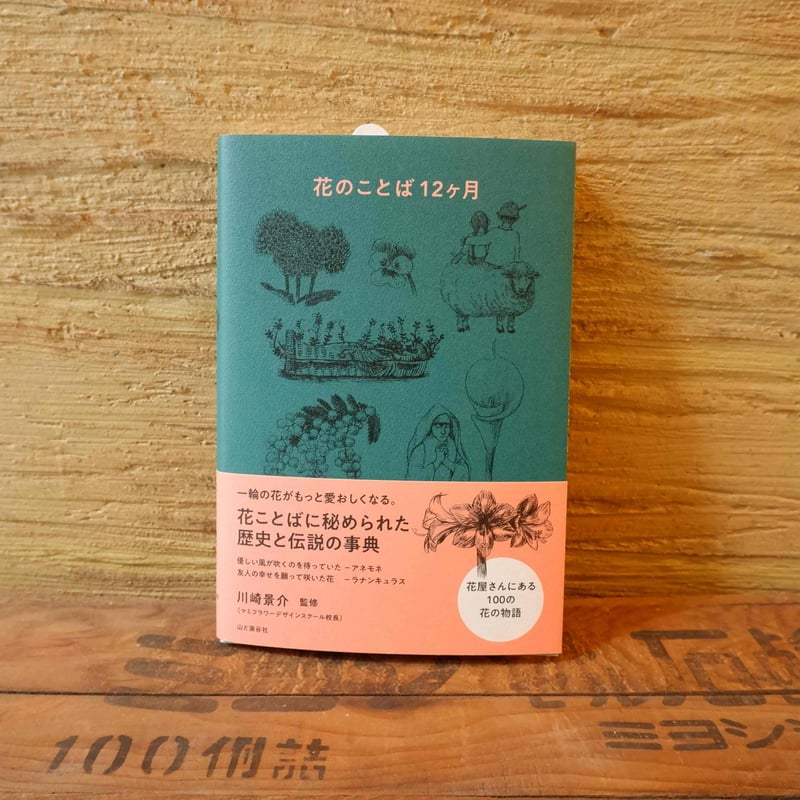 花のことば 12ヶ月
一輪の花がもっと愛おしくなる。
花ことばに秘められた
歴史と伝説の事典
優しい風が吹くのを待っていた－アネモネ
友人の幸せを願って咲いた花　－ラナンキュラス
川崎景介　監修
(マミフラワーデザインスクール校長)
山と溪谷社
花屋さんにある
100の
花の物語
ミヨシ
100個詰